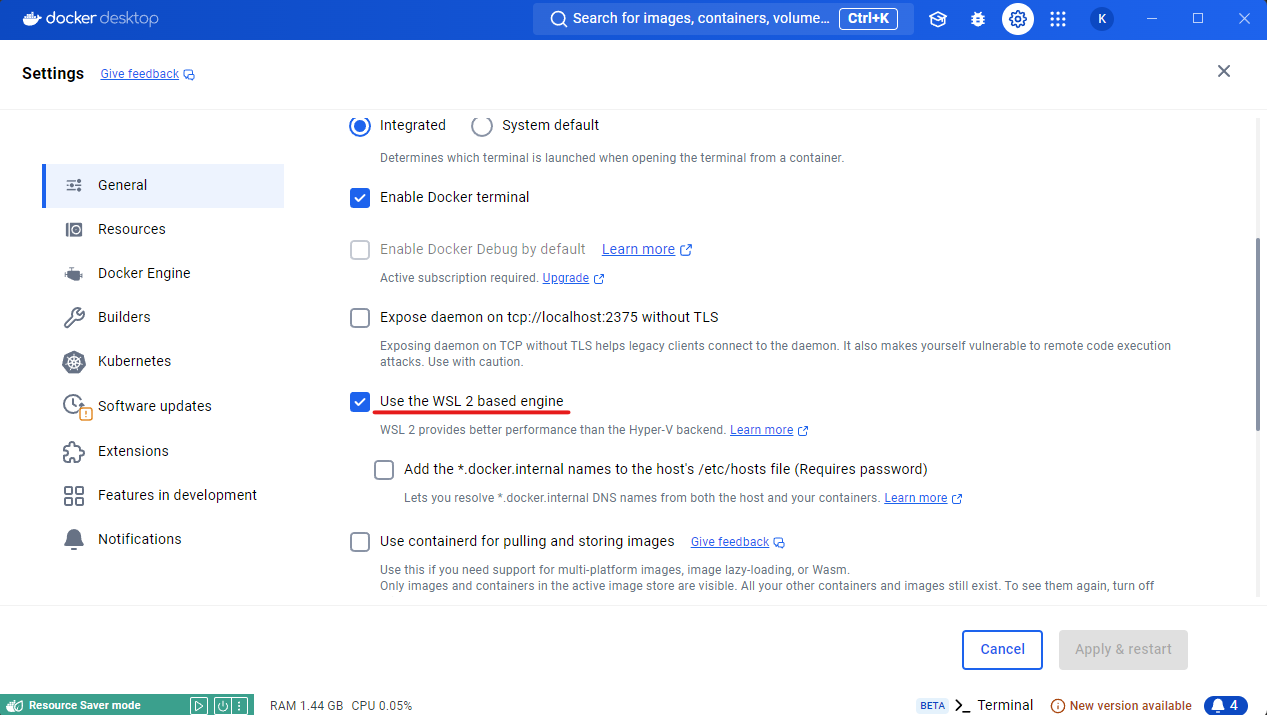 docker desktop
Search for images, containers, volume... Ctrl+K
K
Settings Give feedback
General
Resources
Docker Engine
Builders
Kubernetes
Software updates
Extensions
Features in development
Notifications
Integrated System default
Determines which terminal is launched when opening the terminal from a container.
Enable Docker terminal
Enable Docker Debug by default Learn more
Active subscription required. Upgrade
Expose daemon on tcp://localhost:2375 without TLS
Exposing daemon on TCP without TLS helps legacy clients connect to the daemon. It also makes yourself vulnerable to remote code execution
attacks. Use with caution.
Use the WSL 2 based engine
WSL 2 provides better performance than the Hyper-V backend. Learn more
Add the *.docker.internal names to the host's /etc/hosts file (Requires password)
Lets you resolve *.docker.internal DNS names from both the host and your containers. Learn more
Use containerd for pulling and storing images Give feedback
Use this if you need support for multi-platform images, image lazy-loading, or Wasm.
Only images and containers in the active image store are visible. All your other containers and images still exist. To see them again, turn off
Cancel Apply & restart
Resource Saver mode RAM 1.44 GB CPU 0.05% BETA Terminal New version available 4